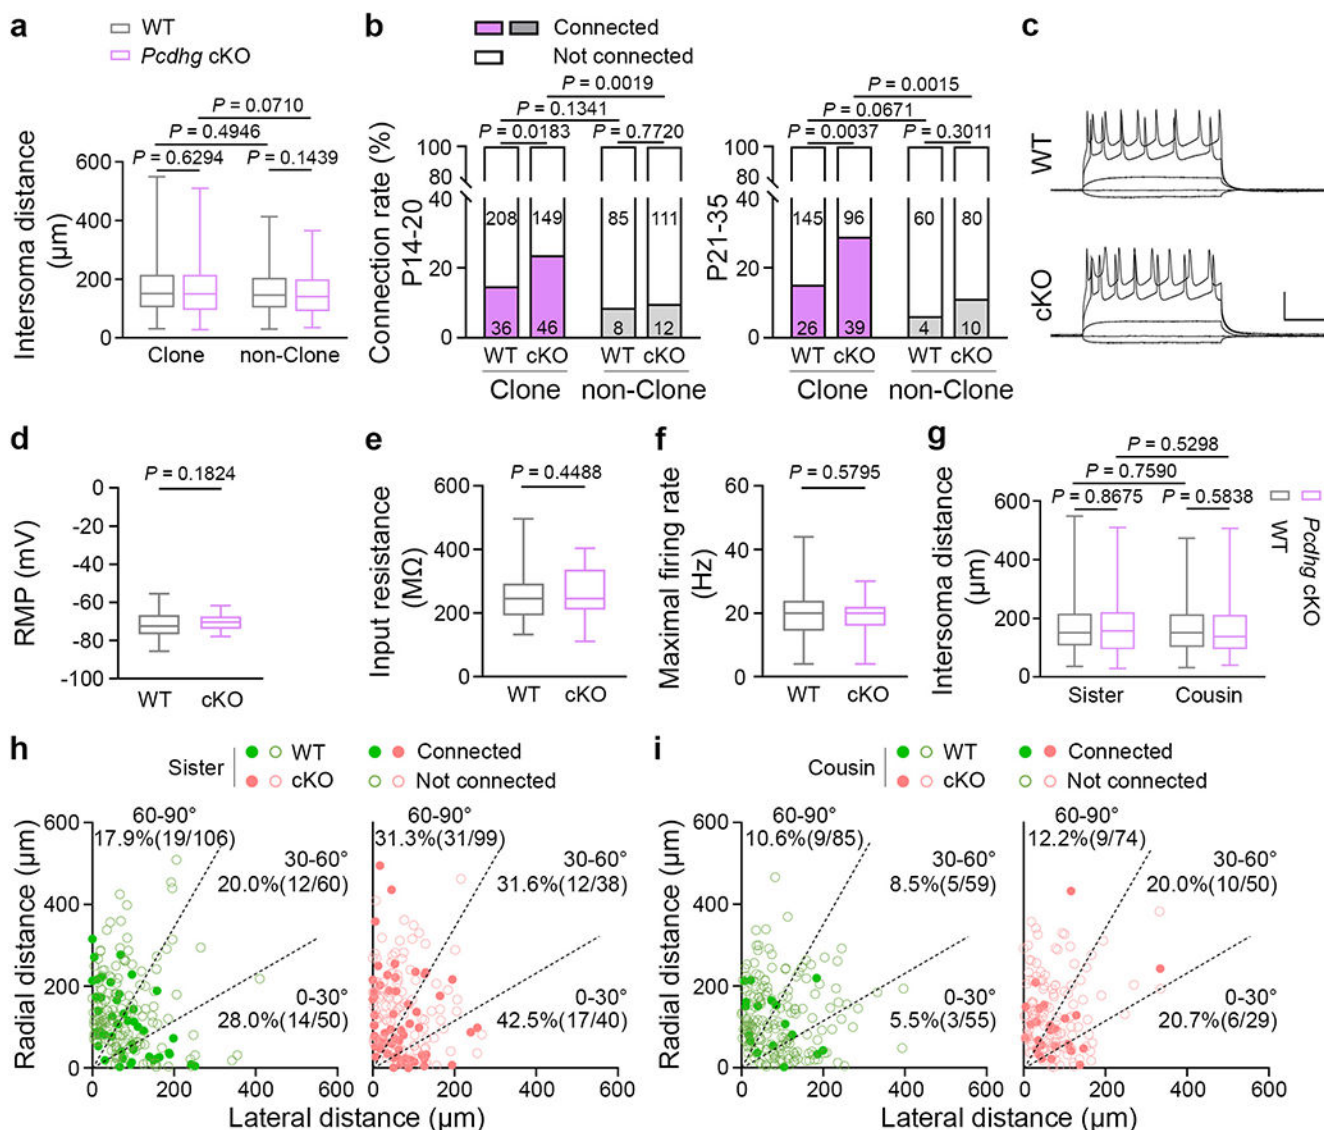 a
WT
Pcdhg cKO
P = 0.0710
P = 0.4946
P = 0.6294
P = 0.1439
Intersoma distance
(µm)
600
400
200
0
Clone
non-Clone
b
Connected
Not connected
P = 0.0019
P = 0.1341
P = 0.0183
P = 0.7720
Connection rate (%)
P14-20
100
80
40
20
0
208
149
85
111
36
46
8
12
WT cKO
WT cKO
Clone
non-Clone
P = 0.0015
P = 0.0671
P = 0.0037
P = 0.3011
P21-35
100
80
40
20
0
145
96
60
80
26
39
4
10
WT cKO
WT cKO
Clone
non-Clone
c
WT
cKO
d
P = 0.1824
RMP (mV)
0
-20
-40
-60
-80
-100
WT
cKO
e
P = 0.4488
Input resistance
(MΩ)
600
400
200
0
WT
cKO
f
P = 0.5795
Maximal firing rate
(Hz)
60
40
20
0
WT
cKO
g
P = 0.5298
P = 0.7590
P = 0.8675
P = 0.5838
Intersoma distance
(µm)
600
400
200
0
Sister
Cousin
Pcdhg cKO
WT
h
Sister
WT
cKO
Connected
Not connected
Radial distance (µm)
600
400
200
0
60-90°
17.9%(19/106)
30-60°
20.0%(12/60)
0-30°
28.0%(14/50)
0
200
400
600
60-90°
31.3%(31/99)
30-60°
31.6%(12/38)
0-30°
42.5%(17/40)
0
200
400
600
Lateral distance (µm)
i
Cousin
WT
cKO
Connected
Not connected
Radial distance (µm)
600
400
200
0
60-90°
10.6%(9/85)
30-60°
8.5%(5/59)
0-30°
5.5%(3/55)
0
200
400
600
60-90°
12.2%(9/74)
30-60°
20.0%(10/50)
0-30°
20.7%(6/29)
0
200
400
600
Lateral distance (µm)